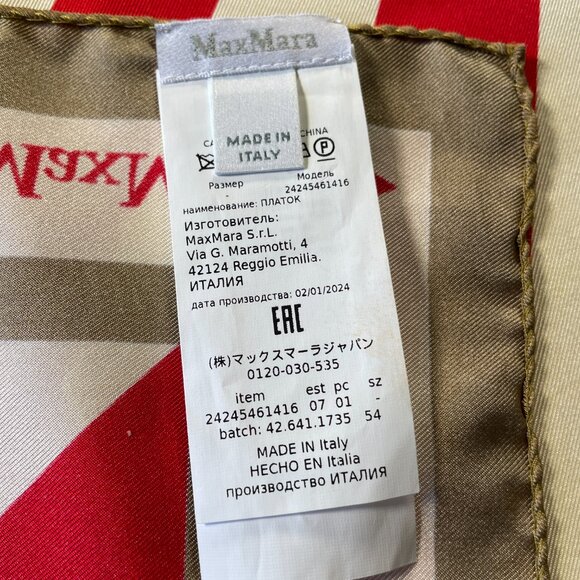 MaxMara
MADE IN
ITALY
CHINA
P
Размер
Модель
24245461416
наименование: ПЛАТОК
Изготовитель:
MaxMara S.r.L.
Via G. Maramotti, 4
42124 Reggio Emilia.
ИТАЛИЯ
дата производства: 02/01/2024
EAC
(株)マックスマーラジャパン
0120-030-535
item est pc sz
24245461416 07 01 -
batch: 42.641.1735 54
MADE IN Italy
HECHO EN Italia
производство ИТАЛИЯ
MaxM